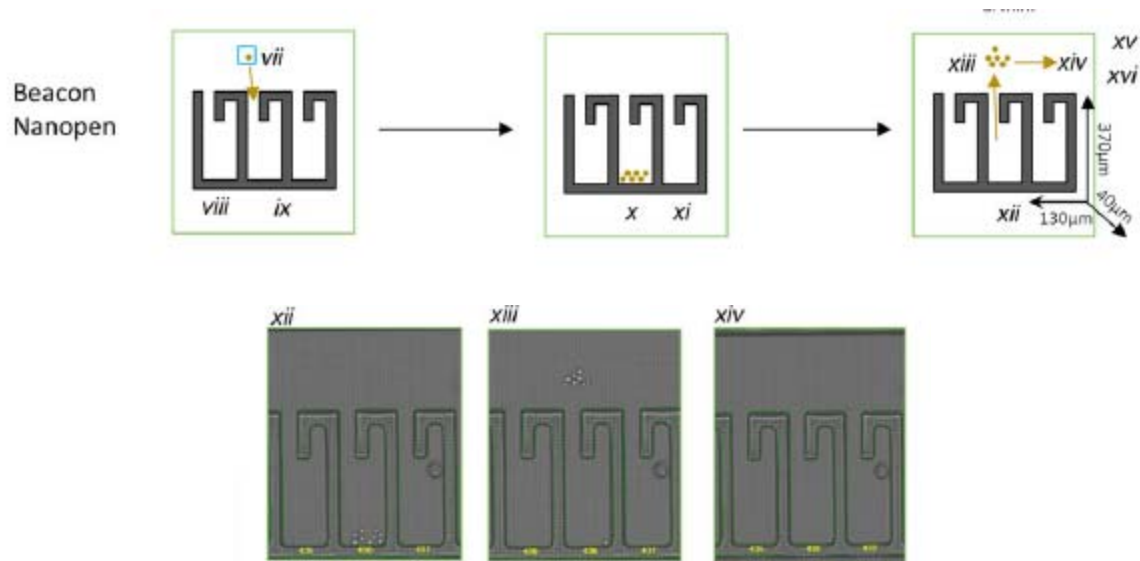 Beacon
Nanopen
vii
viii ix
x xi
xiii xiv
xv
xvi
370µm
40µm
130µm
xii
xii xiii xiv